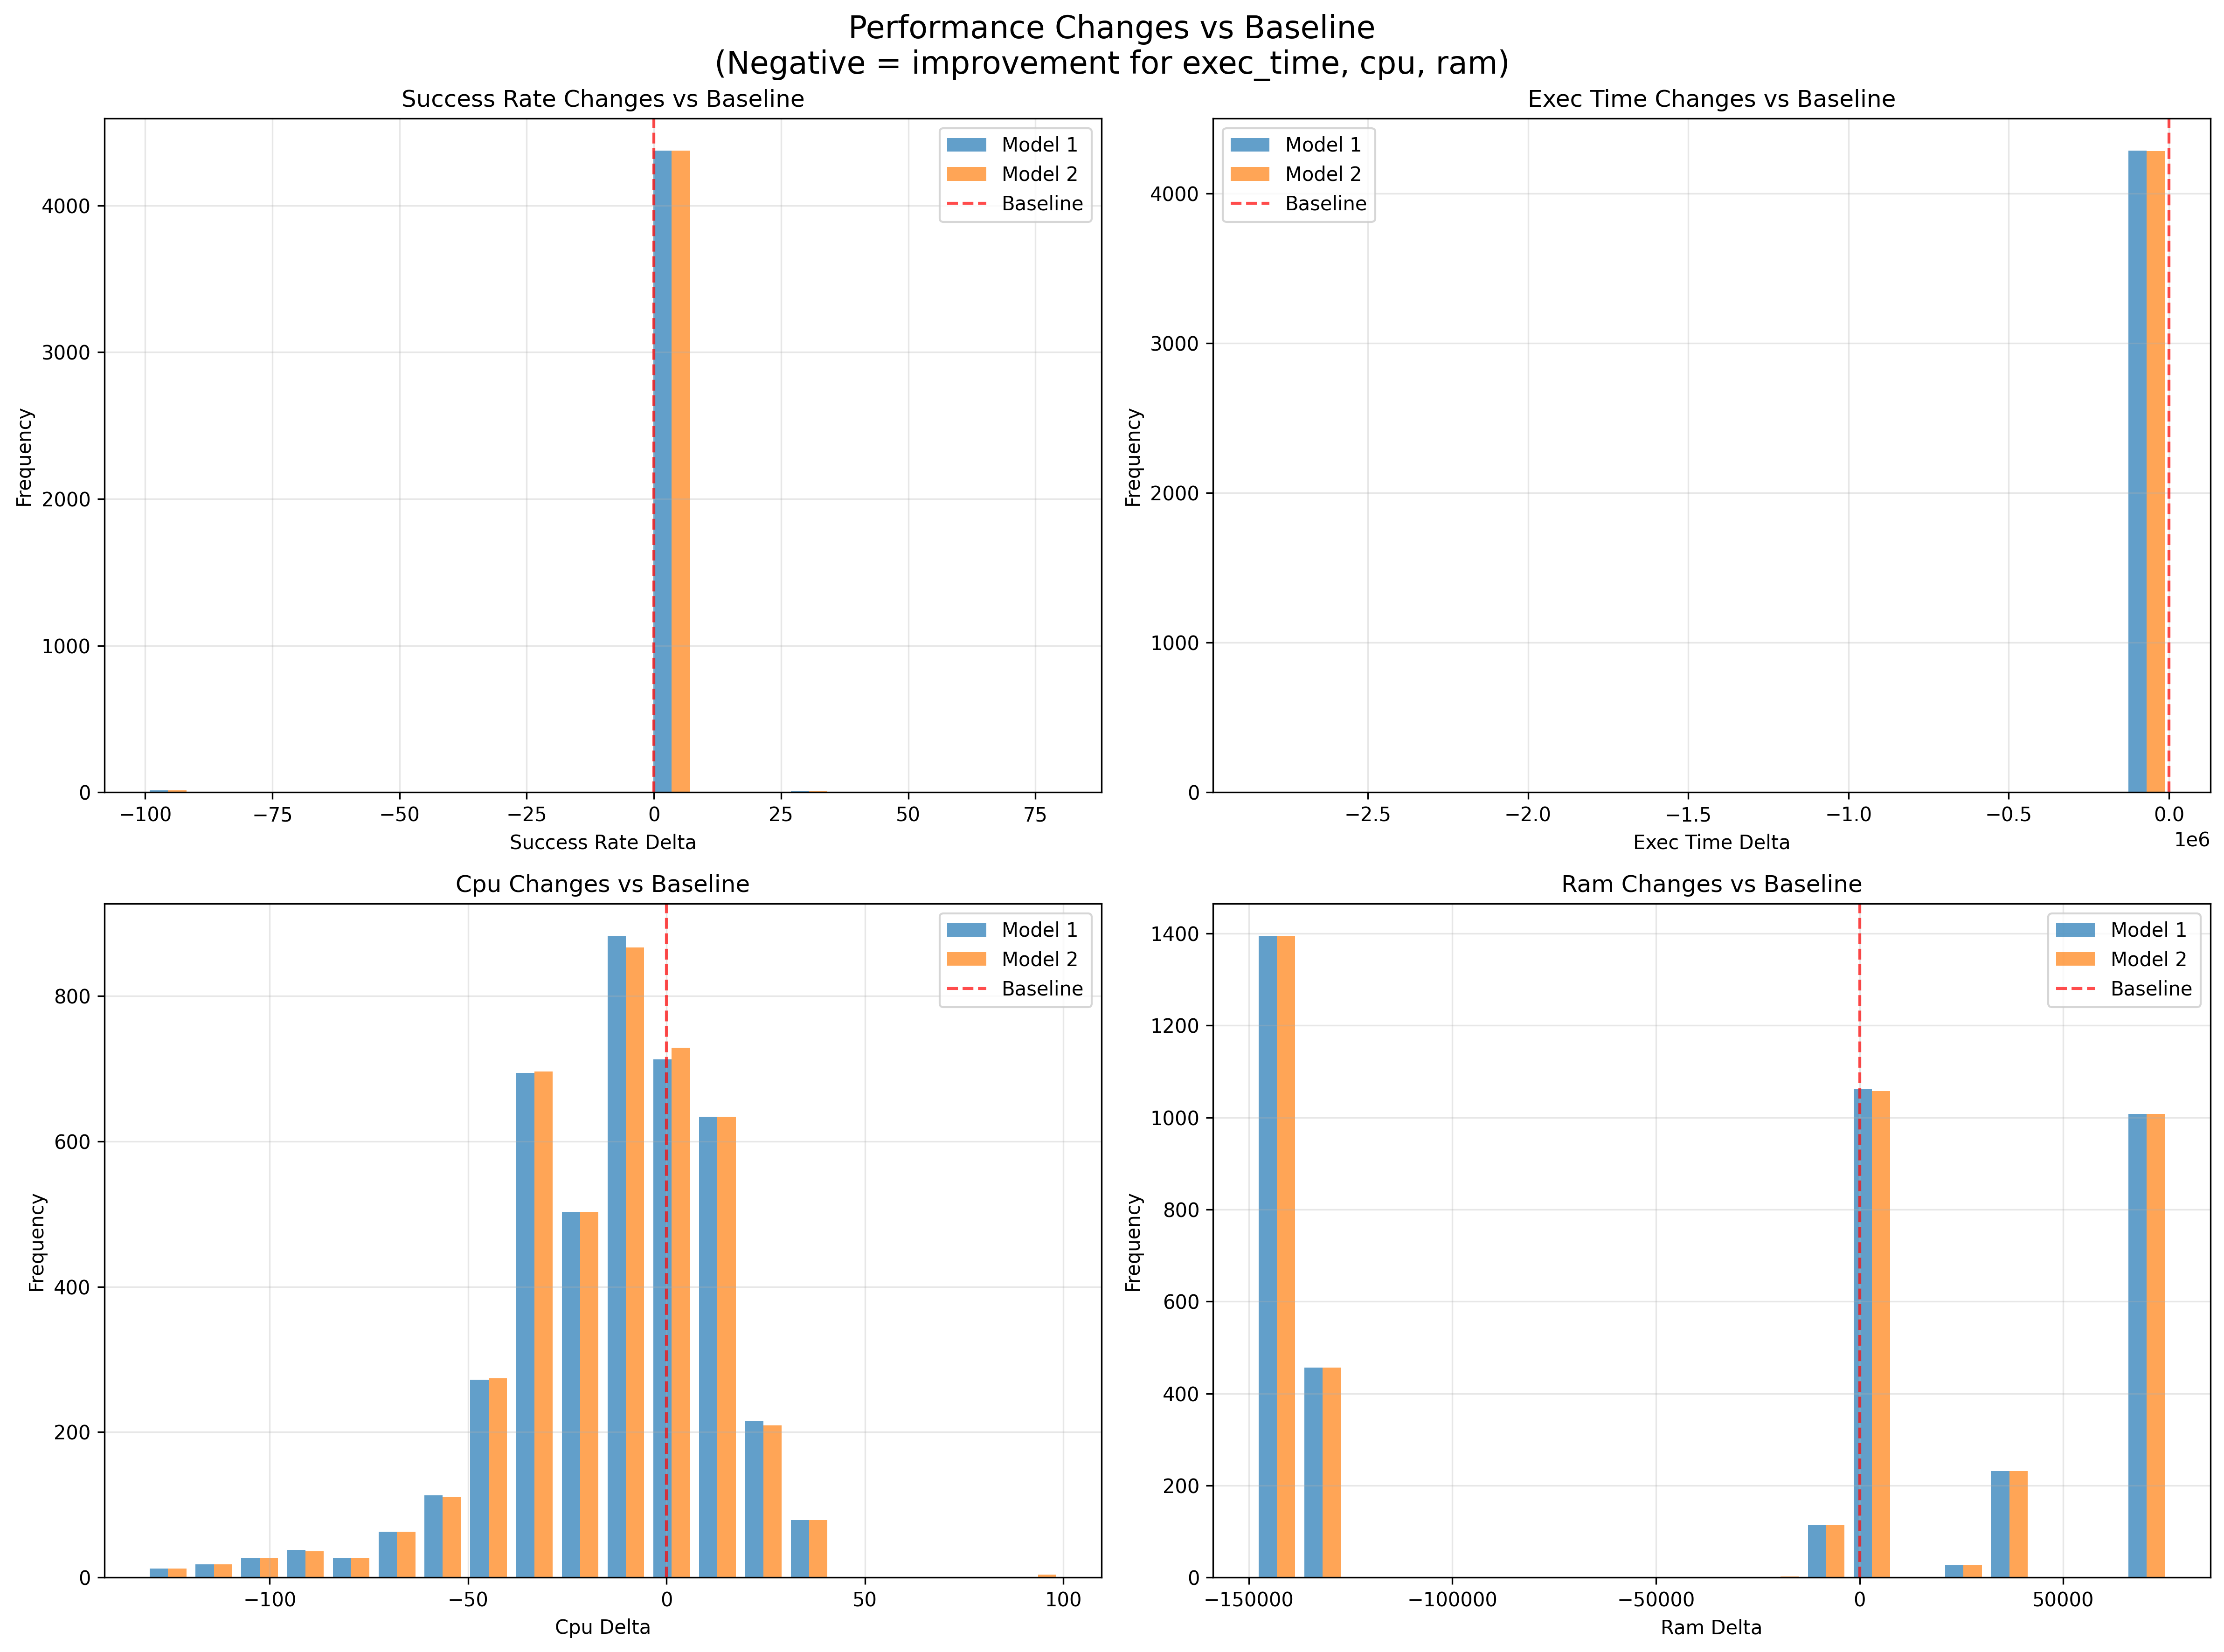 Performance Changes vs Baseline
(Negative = improvement for exec_time, cpu, ram)
Success Rate Changes vs Baseline
Model 1
Model 2
Baseline
Frequency
4000
3000
2000
1000
0
−100
−75
−50
−25
0
25
50
75
Success Rate Delta
Exec Time Changes vs Baseline
Model 1
Model 2
Baseline
Frequency
4000
3000
2000
1000
0
−2.5
−2.0
−1.5
−1.0
−0.5
0.0
1e6
Exec Time Delta
Cpu Changes vs Baseline
Model 1
Model 2
Baseline
Frequency
800
600
400
200
0
−100
−50
0
50
100
Cpu Delta
Ram Changes vs Baseline
Model 1
Model 2
Baseline
Frequency
1400
1200
1000
800
600
400
200
0
−150000
−100000
−50000
0
50000
Ram Delta